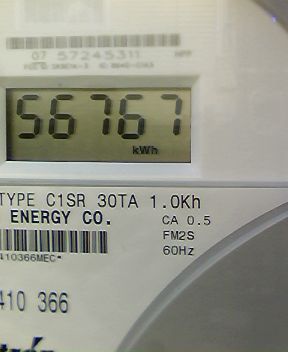 07 57245311
56767
kWh
TYPE C1SR 30TA 1.0Kh
ENERGY CO.
CA 0.5
FM2S
60Hz
410366MEC*
410 366